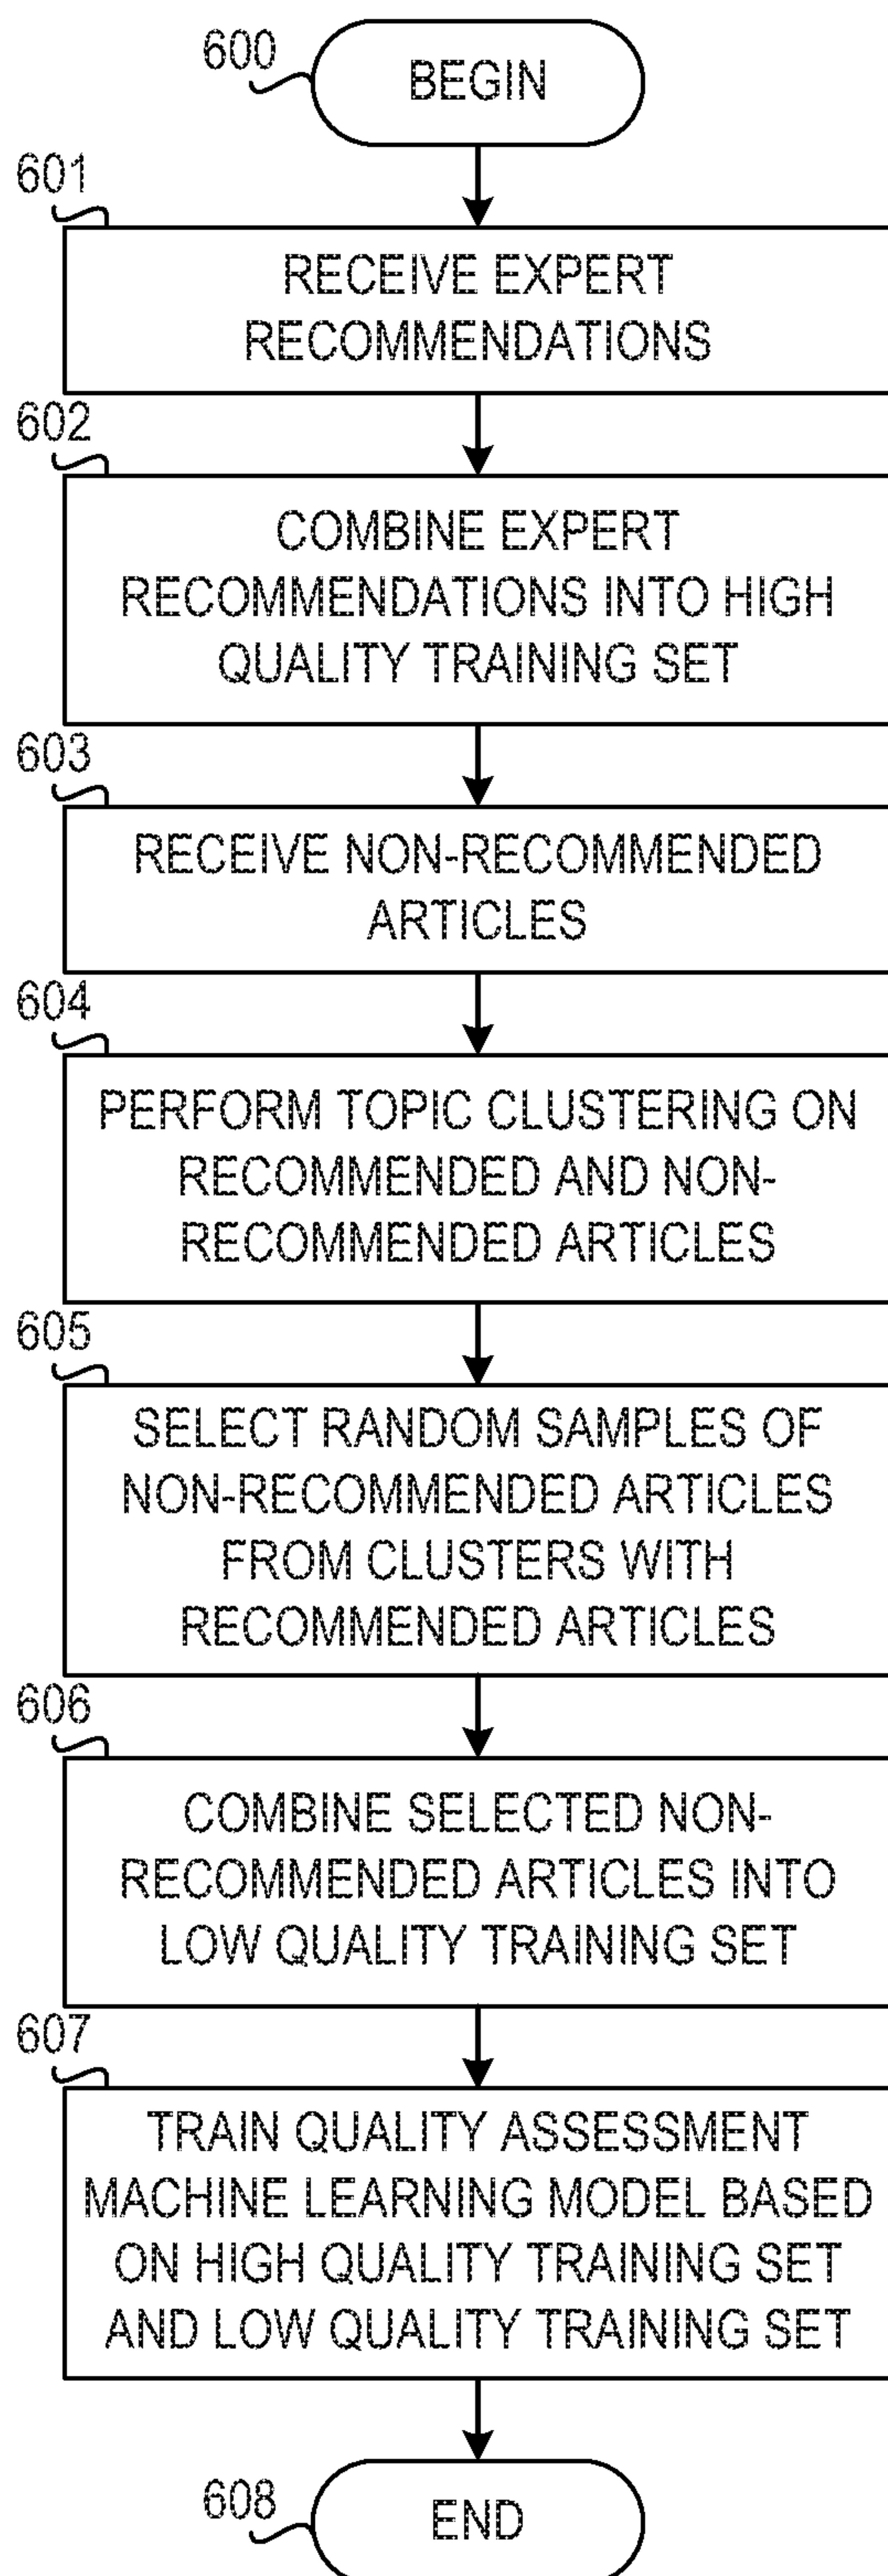 600
BEGIN
601
RECEIVE EXPERT
RECOMMENDATIONS
602
COMBINE EXPERT
RECOMMENDATIONS INTO HIGH
QUALITY TRAINING SET
603
RECEIVE NON-RECOMMENDED
ARTICLES
604
PERFORM TOPIC CLUSTERING ON
RECOMMENDED AND NON-
RECOMMENDED ARTICLES
605
SELECT RANDOM SAMPLES OF
NON-RECOMMENDED ARTICLES
FROM CLUSTERS WITH
RECOMMENDED ARTICLES
606
COMBINE SELECTED NON-
RECOMMENDED ARTICLES INTO
LOW QUALITY TRAINING SET
607
TRAIN QUALITY ASSESSMENT
MACHINE LEARNING MODEL BASED
ON HIGH QUALITY TRAINING SET
AND LOW QUALITY TRAINING SET
608
END